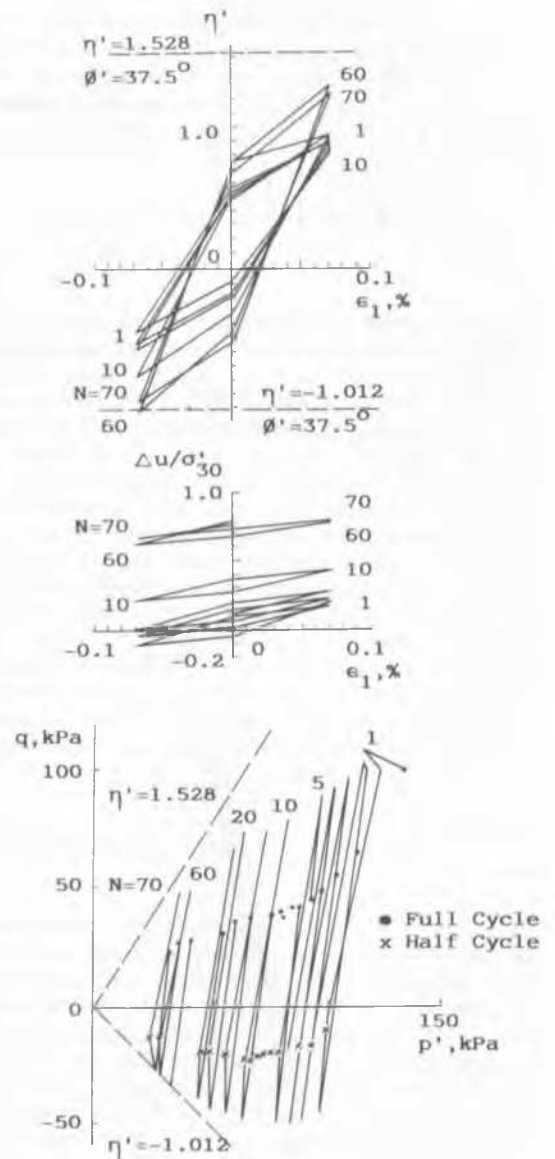 η'
η'=1.528
Ø'=37.5°
60
70
1.0
1
10
0
-0.1
0.1
ϵ₁,%
1
10
N=70
60
η'=-1.012
Ø'=37.5°
△u/σ'₃₀
1.0
70
N=70
60
60
10
10
1
-0.1
-0.2
0
0.1
ϵ₁,%
q,kPa
1
100
η'=1.528
5
20
10
N=70
60
50
● Full Cycle
x Half Cycle
0
150
p',kPa
-50
η'=-1.012